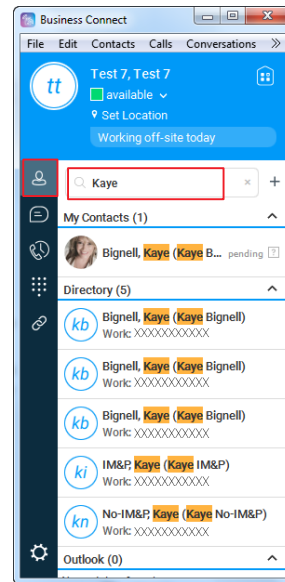 Business Connect
File Edit Contacts Calls Conversations »
tt
Test 7, Test 7
available
Set Location
Working off-site today
Kaye × +
My Contacts (1)
Bignell, Kaye (Kaye B... pending ?
Directory (5)
kb
Bignell, Kaye (Kaye Bignell)
Work: XXXXXXXXXXX
kb
Bignell, Kaye (Kaye Bignell)
Work: XXXXXXXXXXX
kb
Bignell, Kaye (Kaye Bignell)
Work: XXXXXXXXXXX
ki
IM&P, Kaye (Kaye IM&P)
Work: XXXXXXXXXXX
kn
No-IM&P, Kaye (Kaye No-IM&P)
Work: XXXXXXXXXXX
Outlook (0)